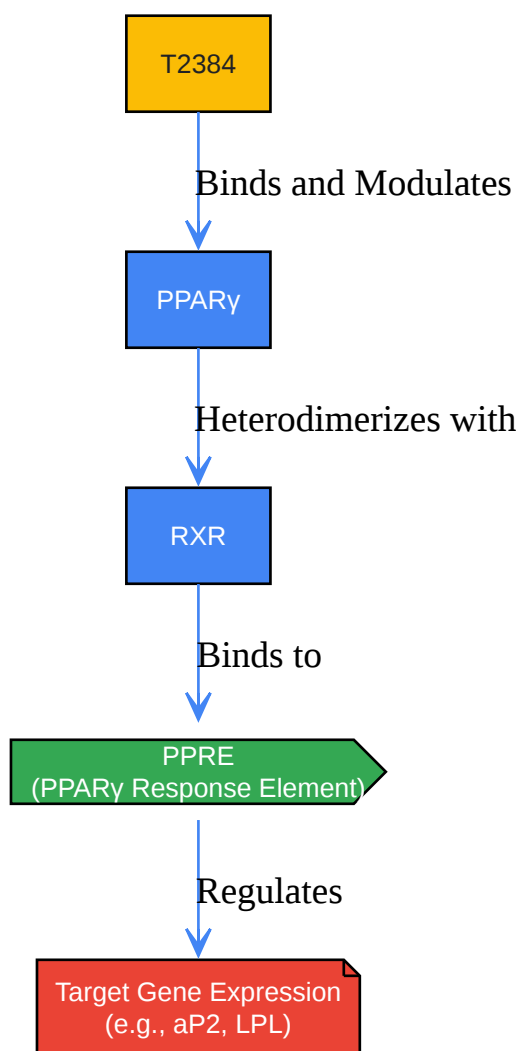 T2384
Binds and Modulates
PPARγ
Heterodimerizes with
RXR
Binds to
PPRE
(PPARγ Response Element)
Regulates
Target Gene Expression
(e.g., aP2, LPL)